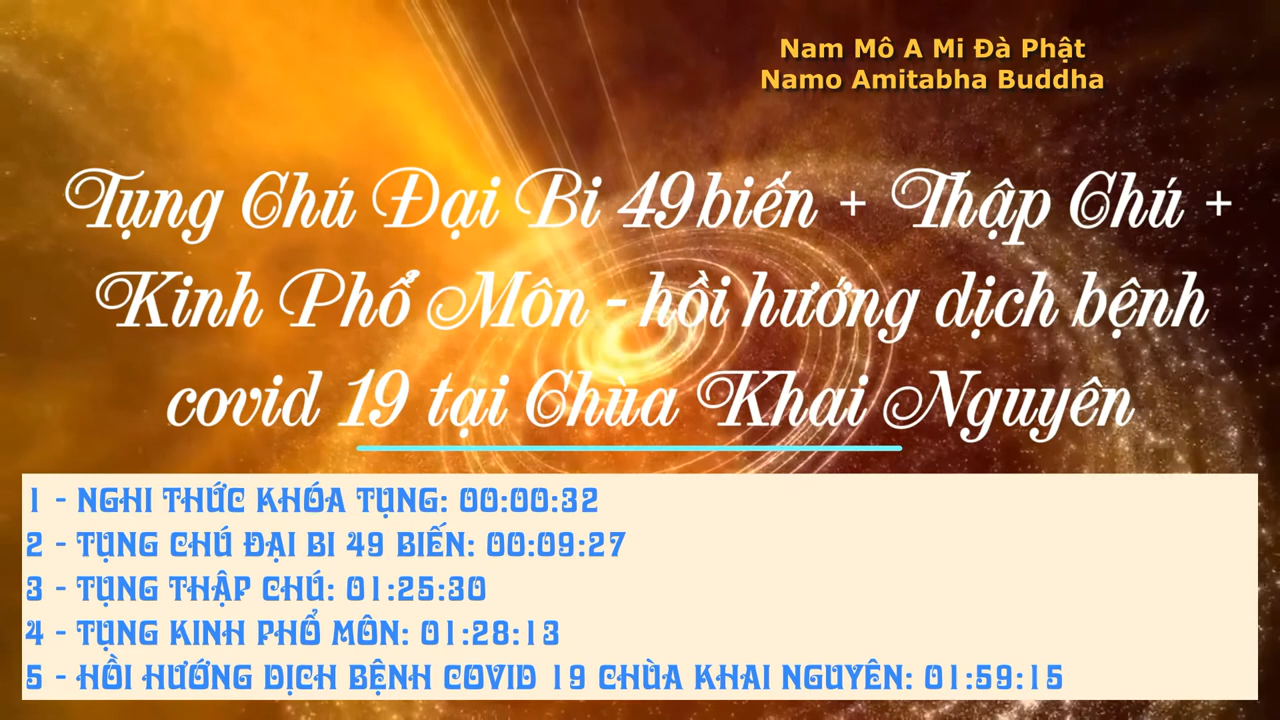 Nam Mô A Mi Đà Phật
Namo Amitabha Buddha
Tụng Chú Đại Bi 49 biến + Thập Chú +
Kinh Phổ Môn - hồi hướng dịch bệnh
covid 19 tại Chùa Khai Nguyên
1 - NGHI THỨC KHÓA TỤNG: 00:00:32
2 - TỤNG CHÚ ĐẠI BI 49 BIẾN: 00:09:27
3 - TỤNG THẬP CHÚ: 01:25:30
4 - TỤNG KINH PHỔ MÔN: 01:28:13
5 - HỒI HƯỚNG DỊCH BỆNH COVID 19 CHÙA KHAI NGUYÊN: 01:59:15